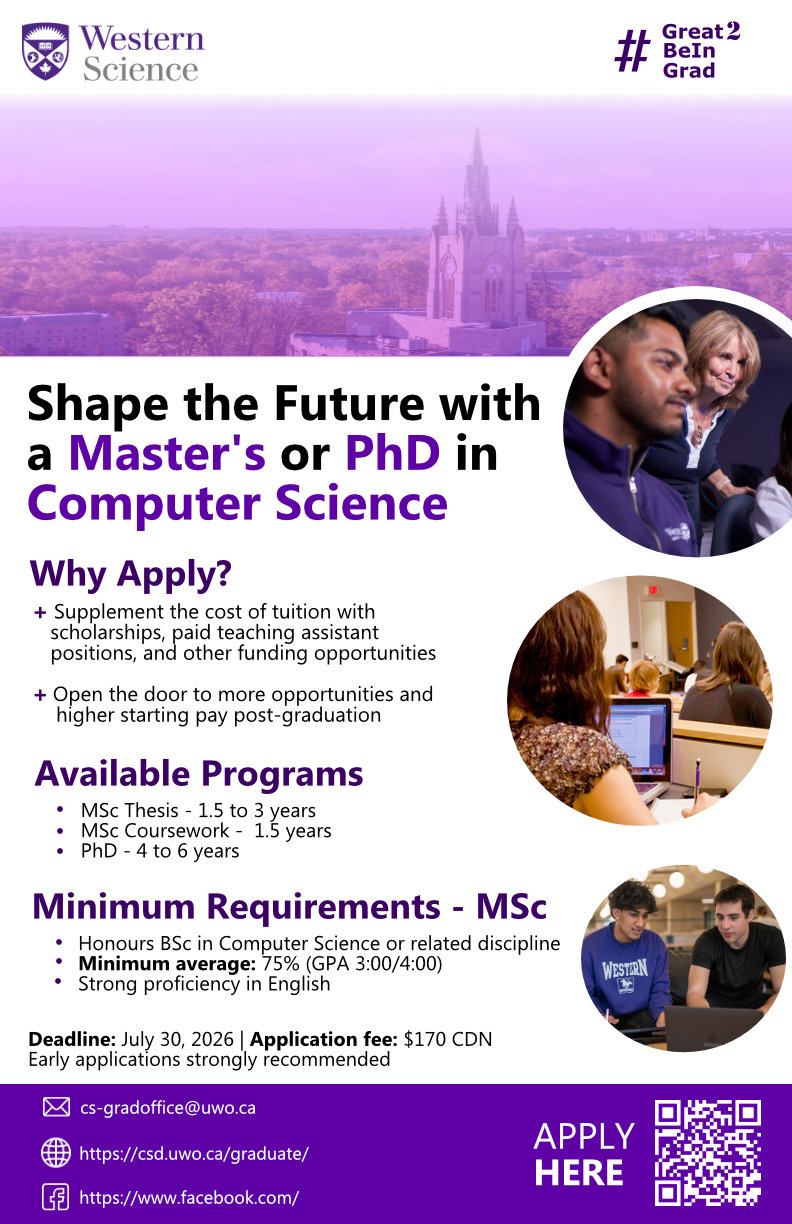 Western
Science
#
Great2
BeIn
Grad
Shape the Future with
a Master's or PhD in
Computer Science
Why Apply?
+ Supplement the cost of tuition with
scholarships, paid teaching assistant
positions, and other funding opportunities
+ Open the door to more opportunities and
higher starting pay post-graduation
Available Programs
• MSc Thesis - 1.5 to 3 years
• MSc Coursework -  1.5 years
• PhD - 4 to 6 years
Minimum Requirements - MSc
• Honours BSc in Computer Science or related discipline
• Minimum average: 75% (GPA 3:00/4:00)
• Strong proficiency in English
WESTERN
Deadline: July 30, 2026 | Application fee: $170 CDN
Early applications strongly recommended
cs-gradoffice@uwo.ca
https://csd.uwo.ca/graduate/
https://www.facebook.com/
APPLY
HERE